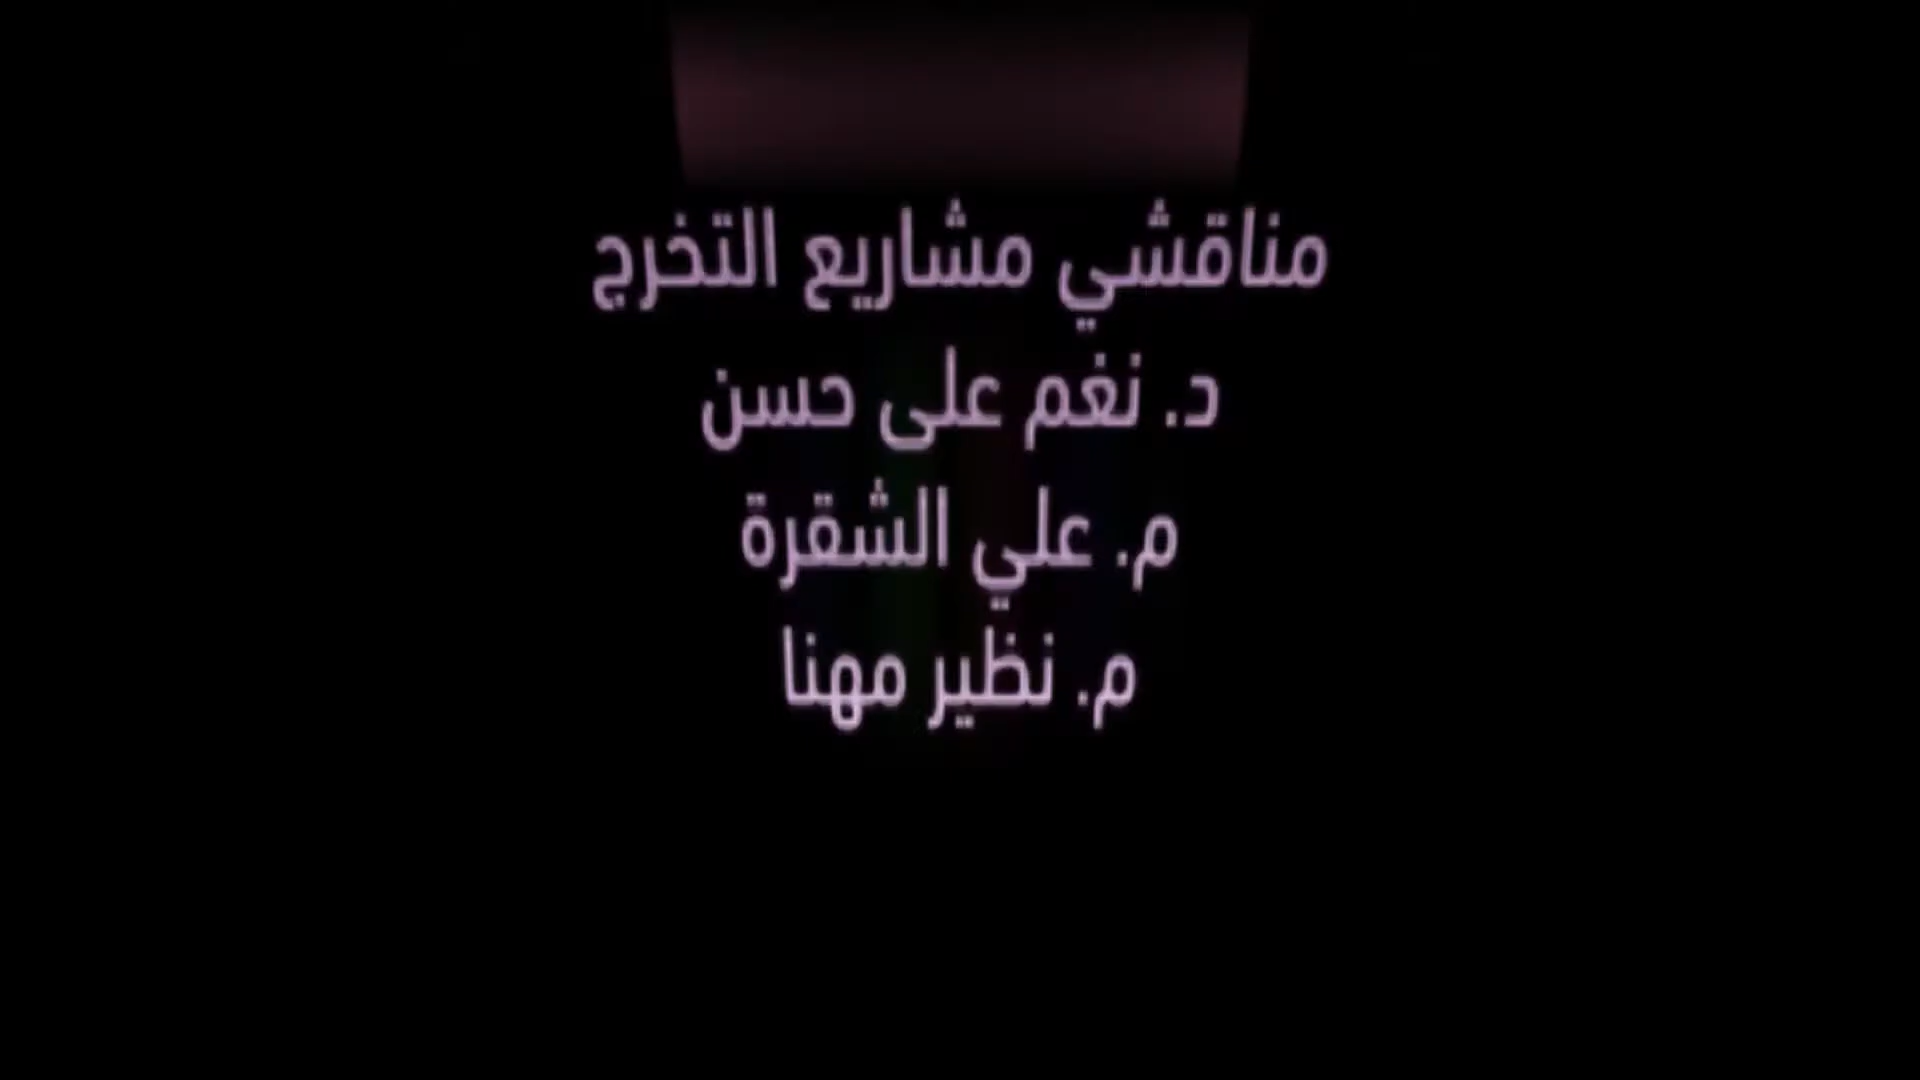 مناقشي مشاريع التخرج
د. نغم على حسن
م. علي الشقرة
م. نظير مهنا